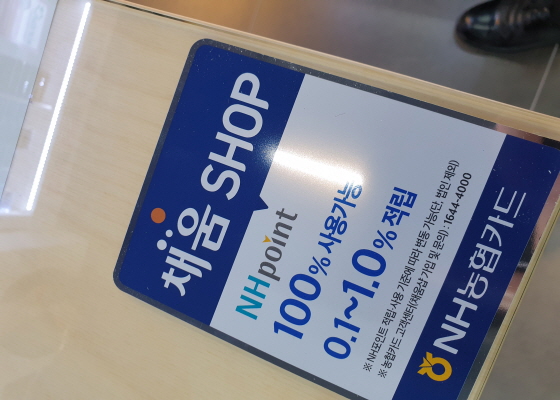 채움 SHOP
NHpoint
100% 사용가능
0.1~1.0% 적립
※ NH포인트 적립·사용 기준에 따라 변동 가능(단, 법인 제외)
※ 농협카드 고객센터(채움샵 가입 및 문의) : 1644-4000
NH농협카드